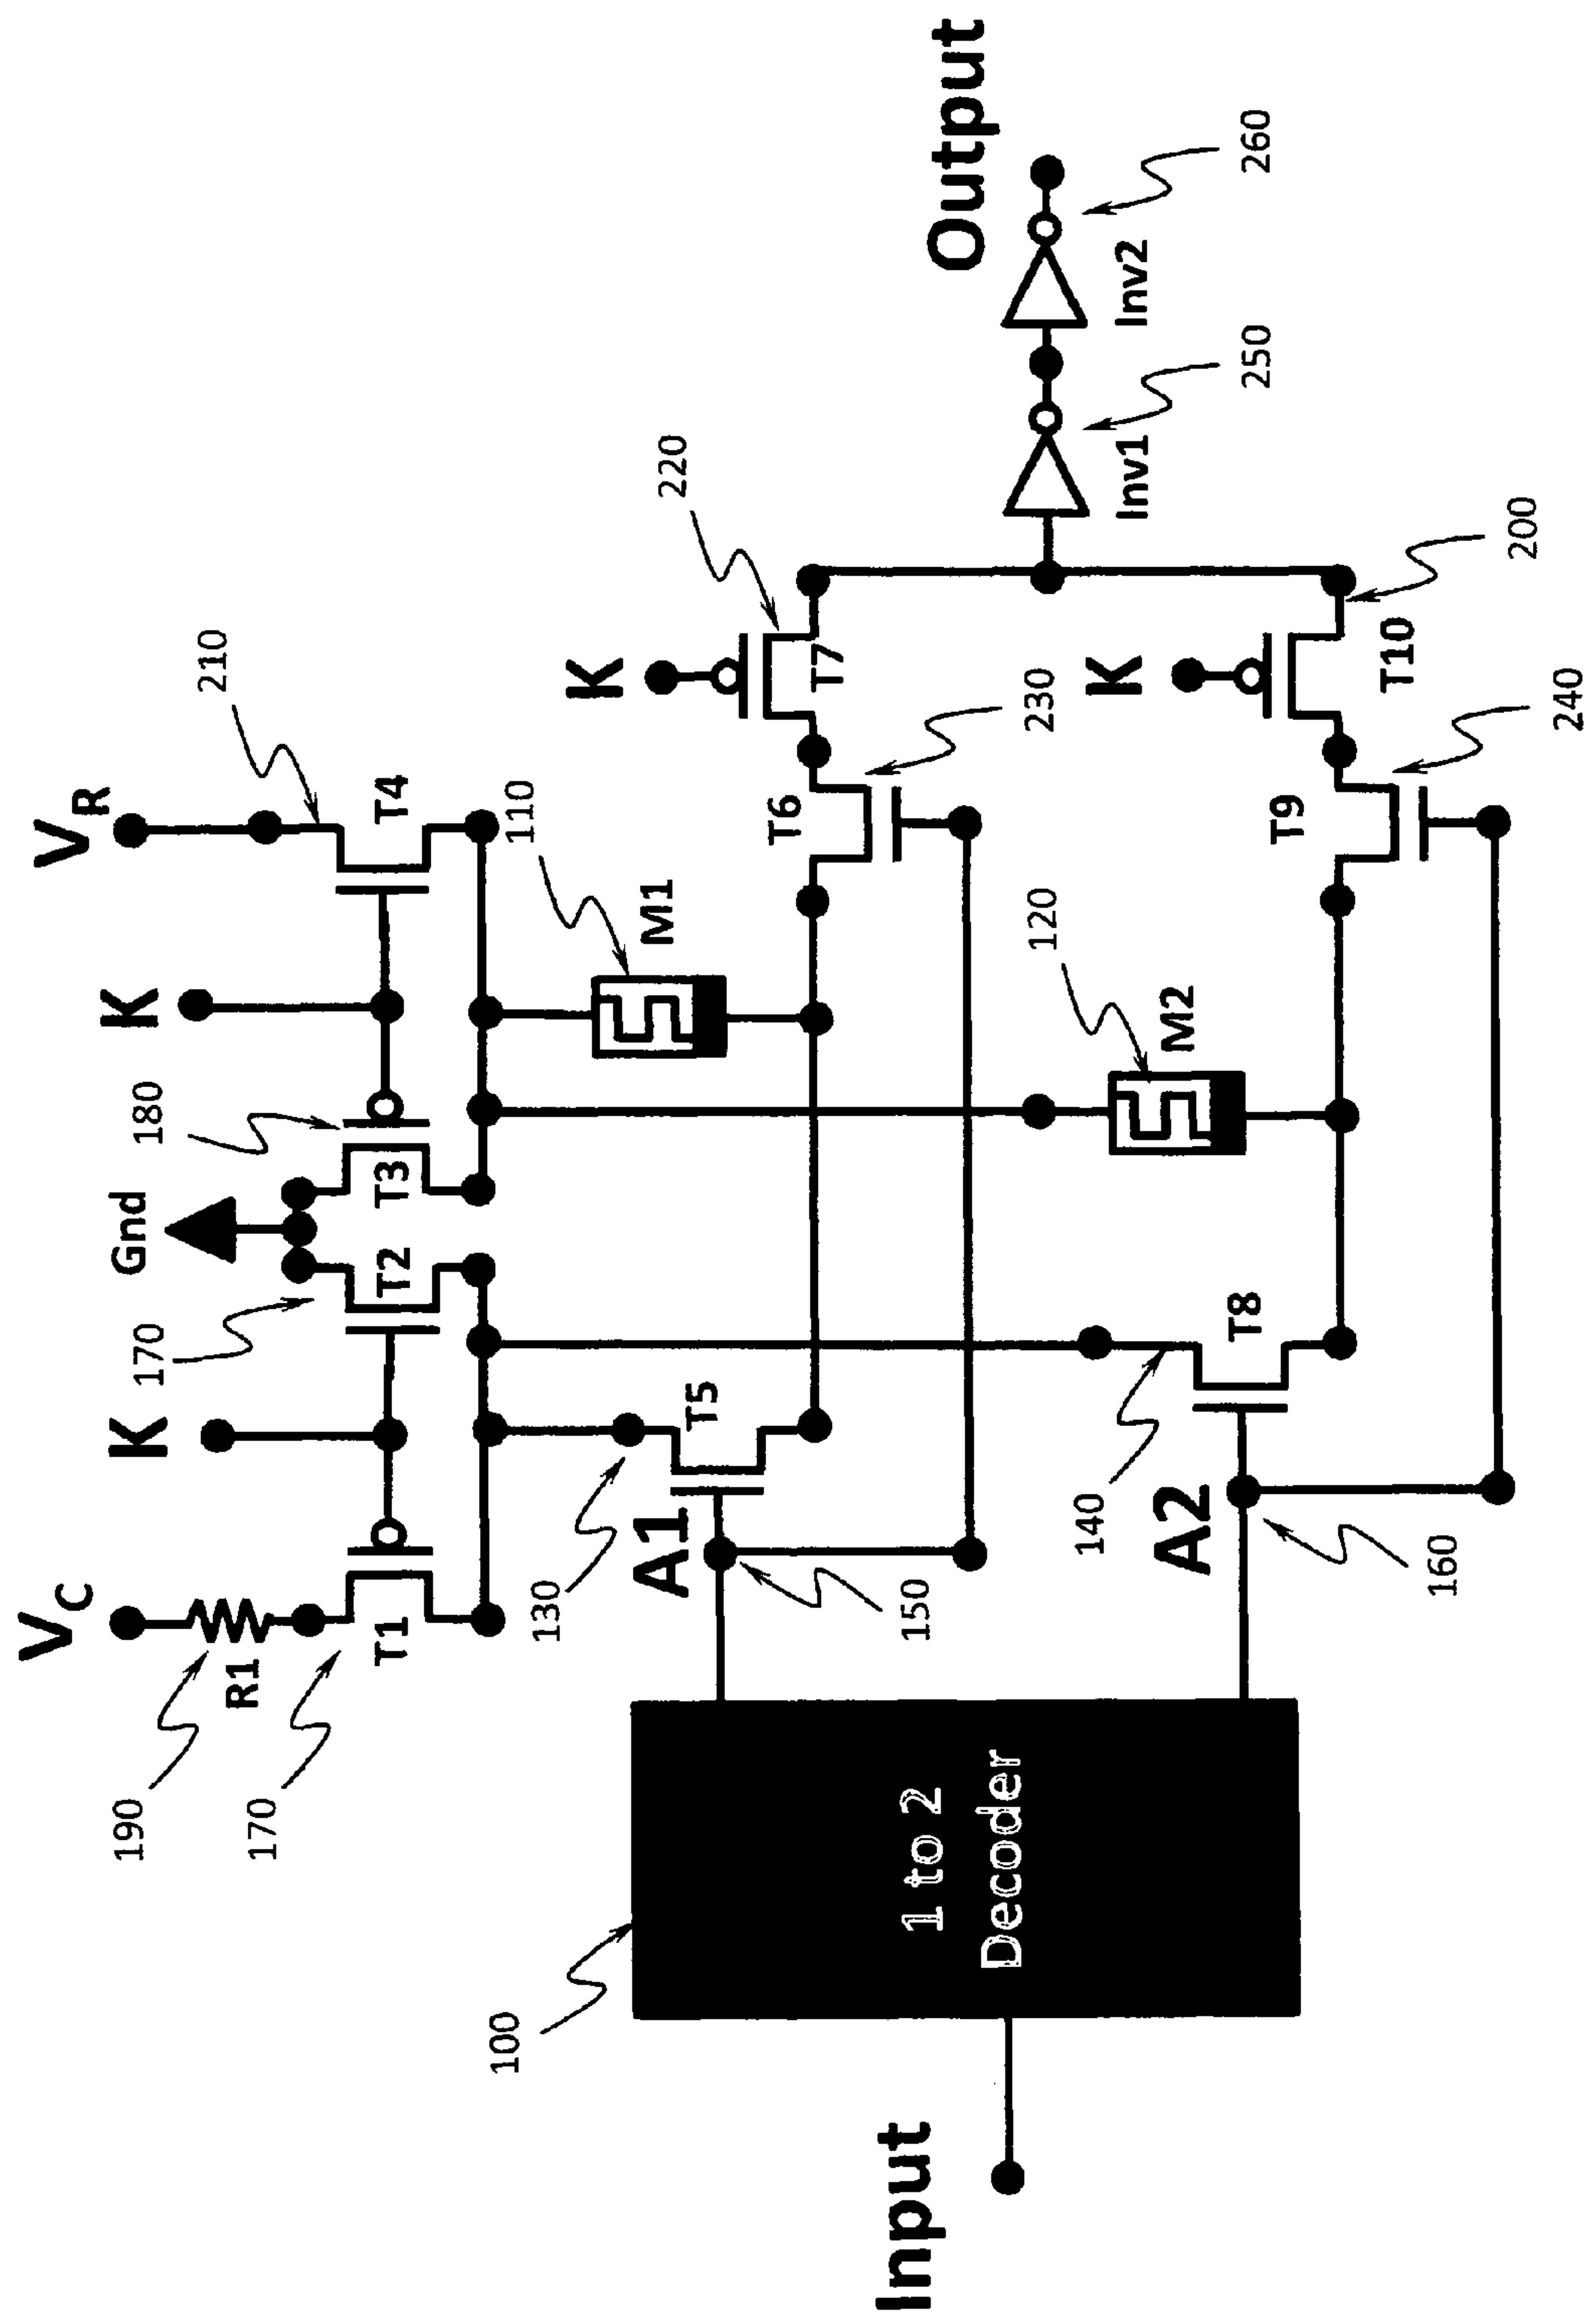 V_C
R1
190
170
T1
K
170
T2
Gnd
T3
180
K
V_R
T4
210
A1
130
T5
150
M1
110
T6
230
K
T7
220
A2
140
T8
160
M2
120
T9
240
K
T10
200
Inv1
250
Inv2
260
Output
100
1 to 2
Decoder
Input